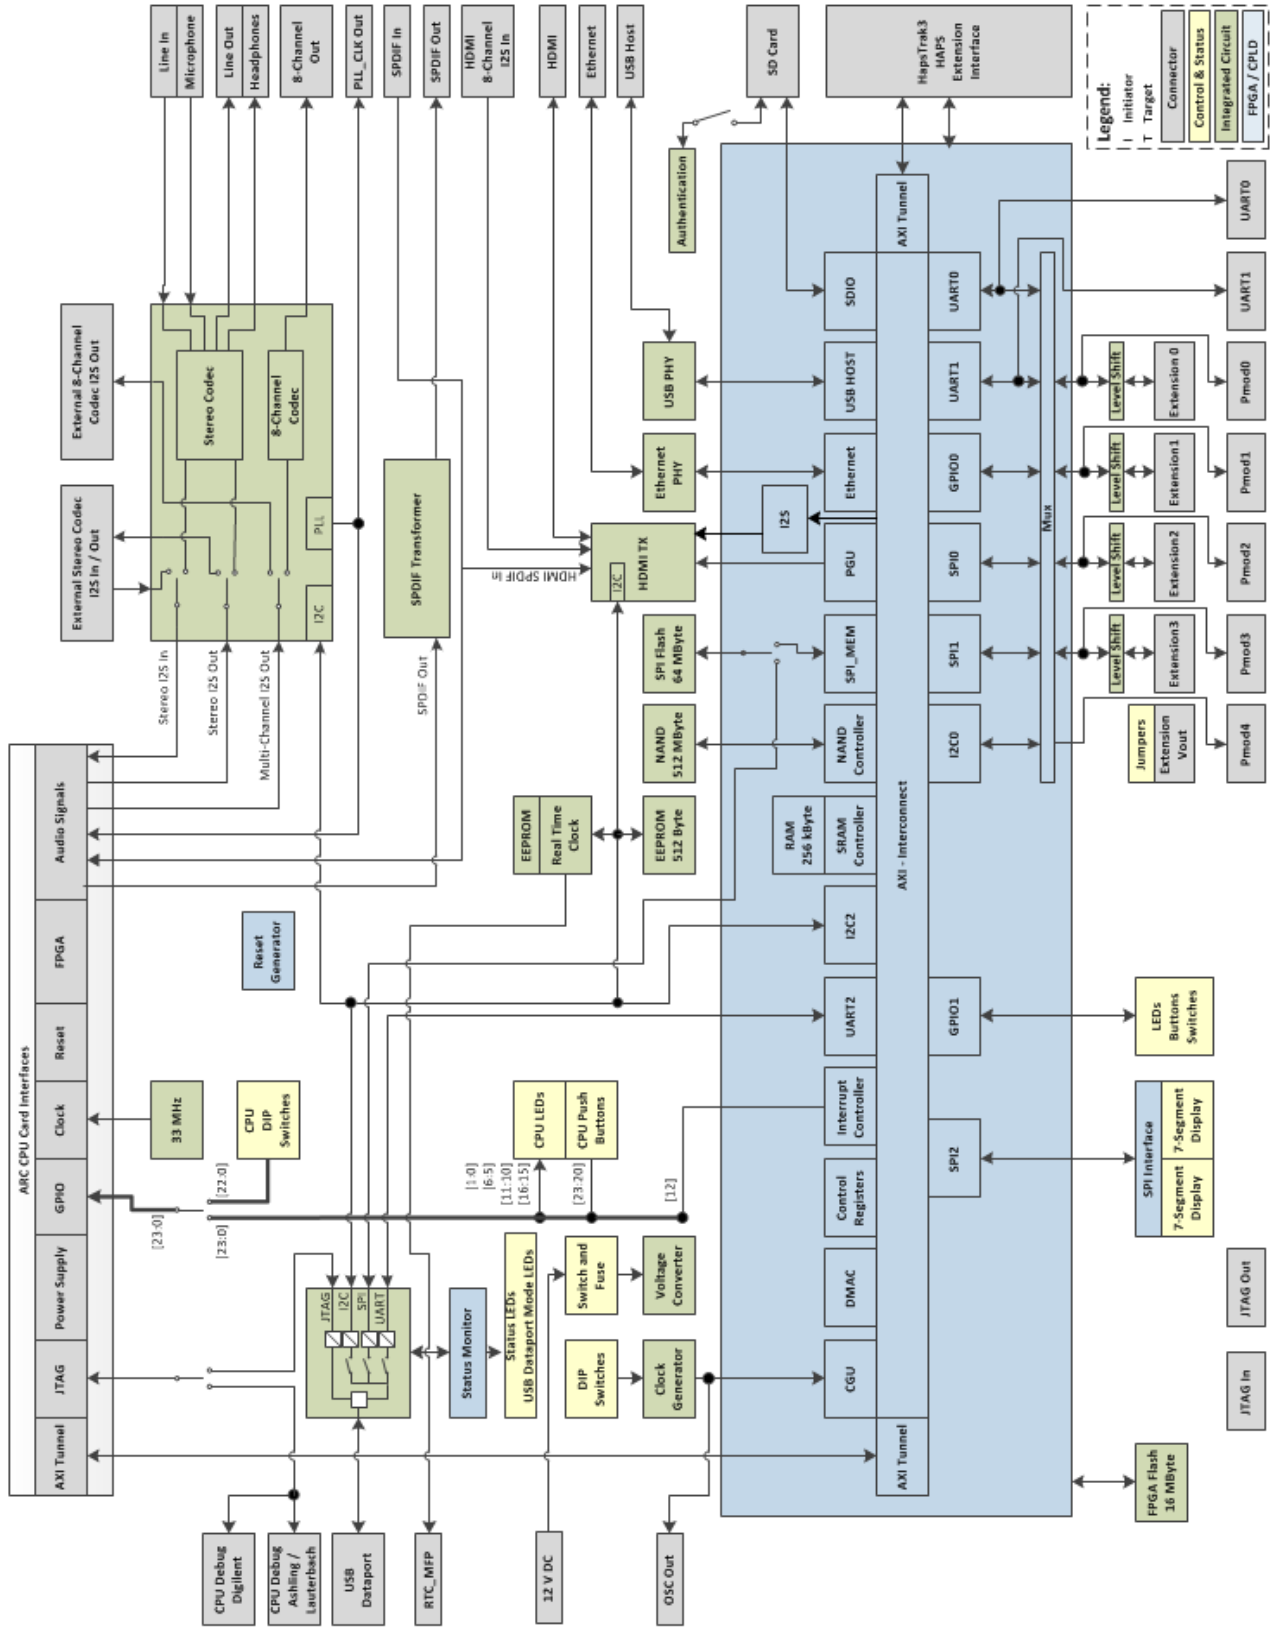 Line In
Microphone
Line Out
Headphones
8-Channel
Out
PLL_CLK Out
SPDIF In
SPDIF Out
HDMI
8-Channel
I2S In
HDMI
Ethernet
USB Host
SD Card
HapsTrak3
HAPS
Extension
Interface
Legend:
I Initiator
T Target
Connector
Control & Status
Integrated Circuit
FPGA / CPLD
External 8-Channel
Codec I2S Out
External Stereo Codec
I2S In / Out
Stereo Codec
8-Channel
Codec
PLL
I2C
SPDIF Transformer
HDMI SPDIF In
I2C
HDMI TX
Ethernet
PHY
USB PHY
Authentication
SPI Flash
64 MByte
NAND
512 MByte
EEPROM
512 Byte
EEPROM
Real Time
Clock
Stereo I2S In
Stereo I2S Out
Multi-Channel I2S Out
SPDIF Out
ARC CPU Card Interfaces
Audio Signals
FPGA
Reset
Clock
GPIO
Power Supply
JTAG
AXI Tunnel
Reset
Generator
33 MHz
CPU
DIP
Switches
[22:0]
[23:0]
[23:0]
CPU LEDs
CPU Push
Buttons
[1:0]
[6:5]
[11:10]
[16:15]
[23:20]
[12]
JTAG
I2C
SPI
UART
Status Monitor
Status LEDs
USB Dataport Mode LEDs
Switch and
Fuse
Voltage
Converter
DIP
Switches
Clock
Generator
CPU Debug
Digilent
CPU Debug
Ashling /
Lauterbach
USB
Dataport
RTC_MFP
12 V DC
OSC Out
AXI Tunnel
SDIO
USB HOST
Ethernet
I2S
PGU
SPI_MEM
NAND
Controller
RAM
256 kByte
SRAM
Controller
I2C2
UART2
Interrupt
Controller
Control
Registers
DMAC
CGU
AXI - Interconnect
AXI Tunnel
UART0
UART1
GPIO0
SPI0
SPI1
I2C0
GPIO1
SPI2
Mux
UART0
UART1
Level Shift
Extension 0
Pmod0
Level Shift
Extension1
Pmod1
Level Shift
Extension2
Pmod2
Level Shift
Extension3
Pmod3
Jumpers
Extension
Vout
Pmod4
LEDs
Buttons
Switches
SPI Interface
7-Segment
Display
7-Segment
Display
JTAG Out
JTAG In
FPGA Flash
16 MByte